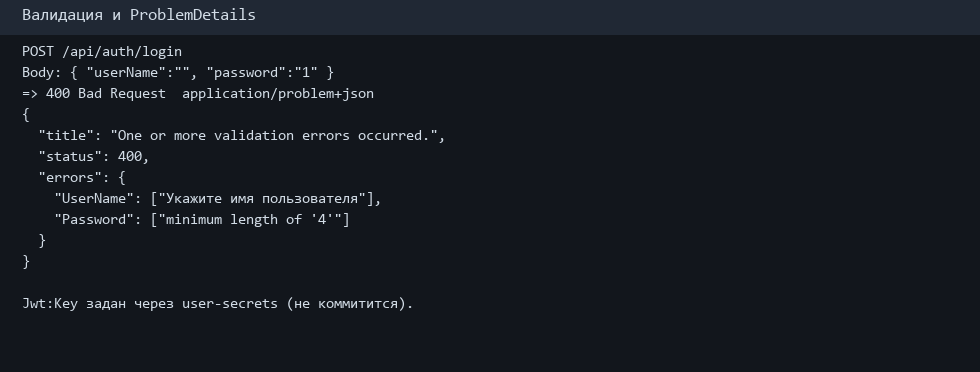 Валидация и ProblemDetails
POST /api/auth/login
Body: { "userName":"", "password":"1" }
=> 400 Bad Request  application/problem+json
{
  "title": "One or more validation errors occurred.",
  "status": 400,
  "errors": {
    "UserName": ["Укажите имя пользователя"],
    "Password": ["minimum length of '4'"]
  }
}
Jwt:Key задан через user-secrets (не коммитится).